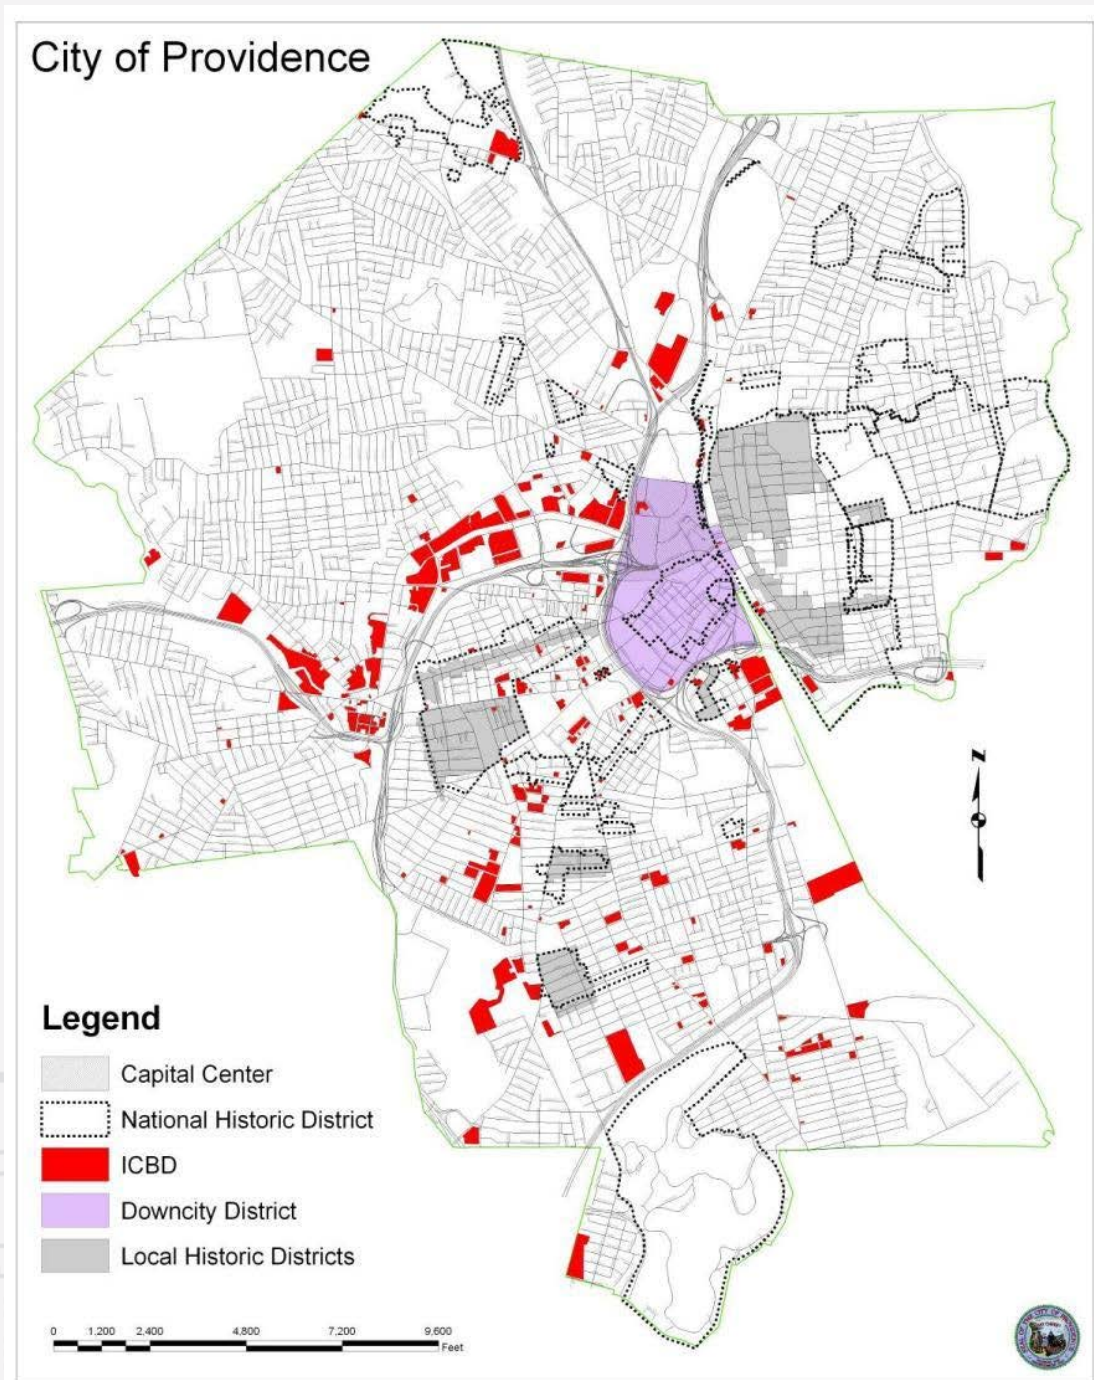 City of Providence
N
Legend
Capital Center
National Historic District
ICBD
Downcity District
Local Historic Districts
0 1,200 2,400 4,800 7,200 9,600
Feet